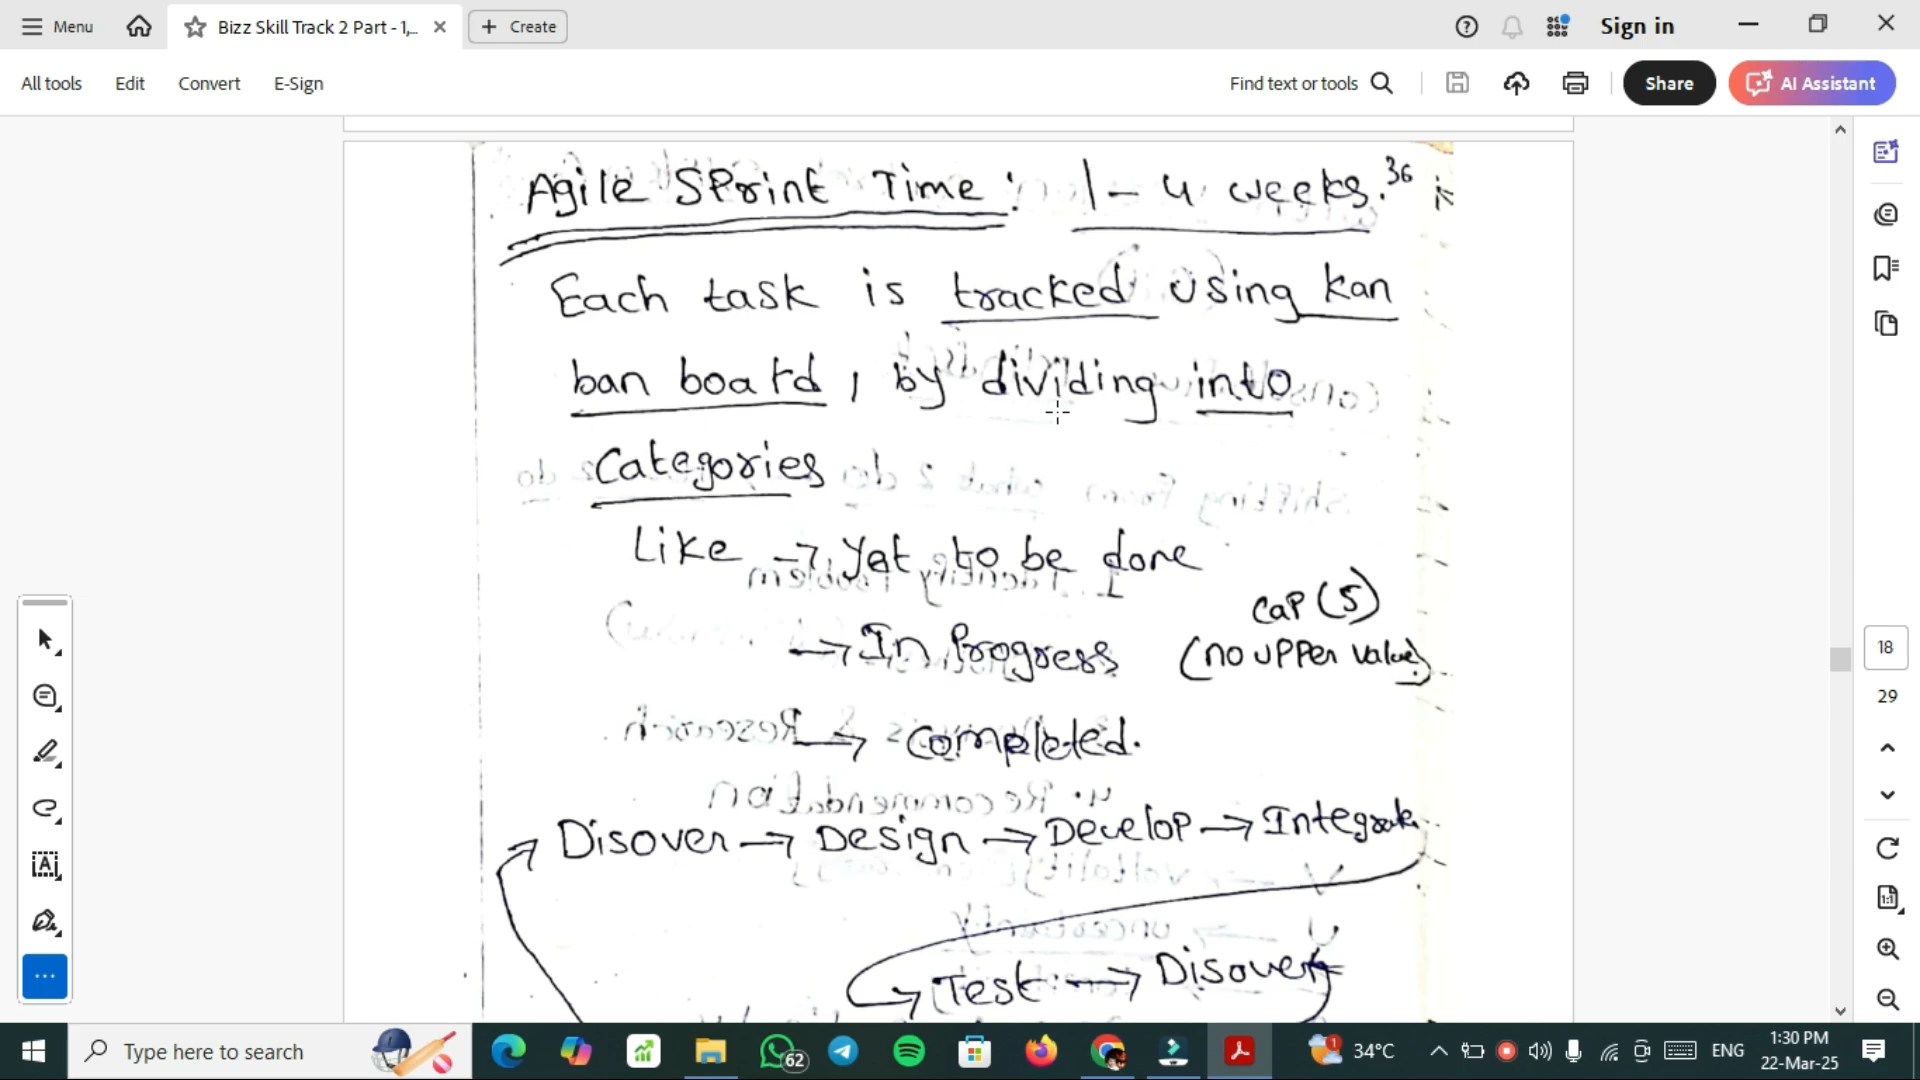 Menu
Bizz Skill Track 2 Part - 1,...
Create
Sign in
All tools
Edit
Convert
E-Sign
Find text or tools
Share
AI Assistant
Agile Sprint Time : 1 - 4 weeks. 36
Each task is tracked using kan
ban board, by dividing into
Categories
Like → Yet to be done
cap (5)
→ In Progress (no upper value)
→ completed.
Disover → Design → Develop → Integrate
→ Test → Disover
18
29
Type here to search
62
1
34°C
ENG
1:30 PM
22-Mar-25